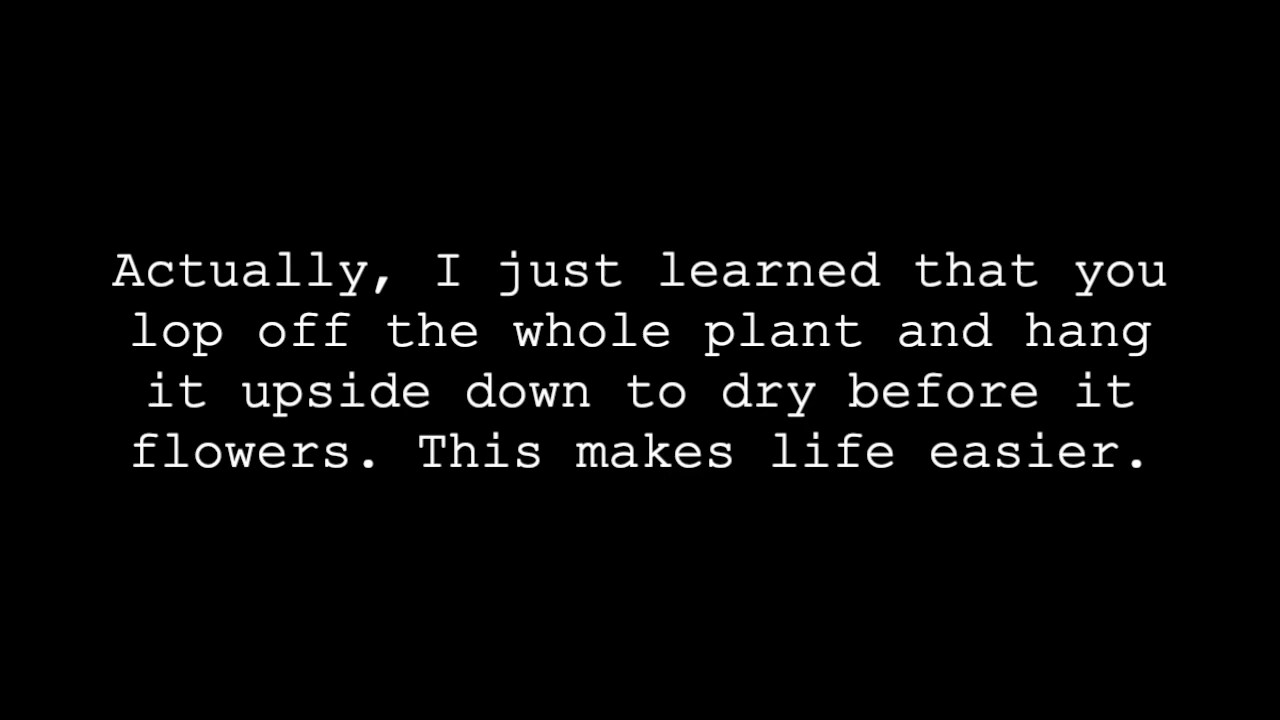 Actually, I just learned that you
lop off the whole plant and hang
it upside down to dry before it
flowers. This makes life easier.